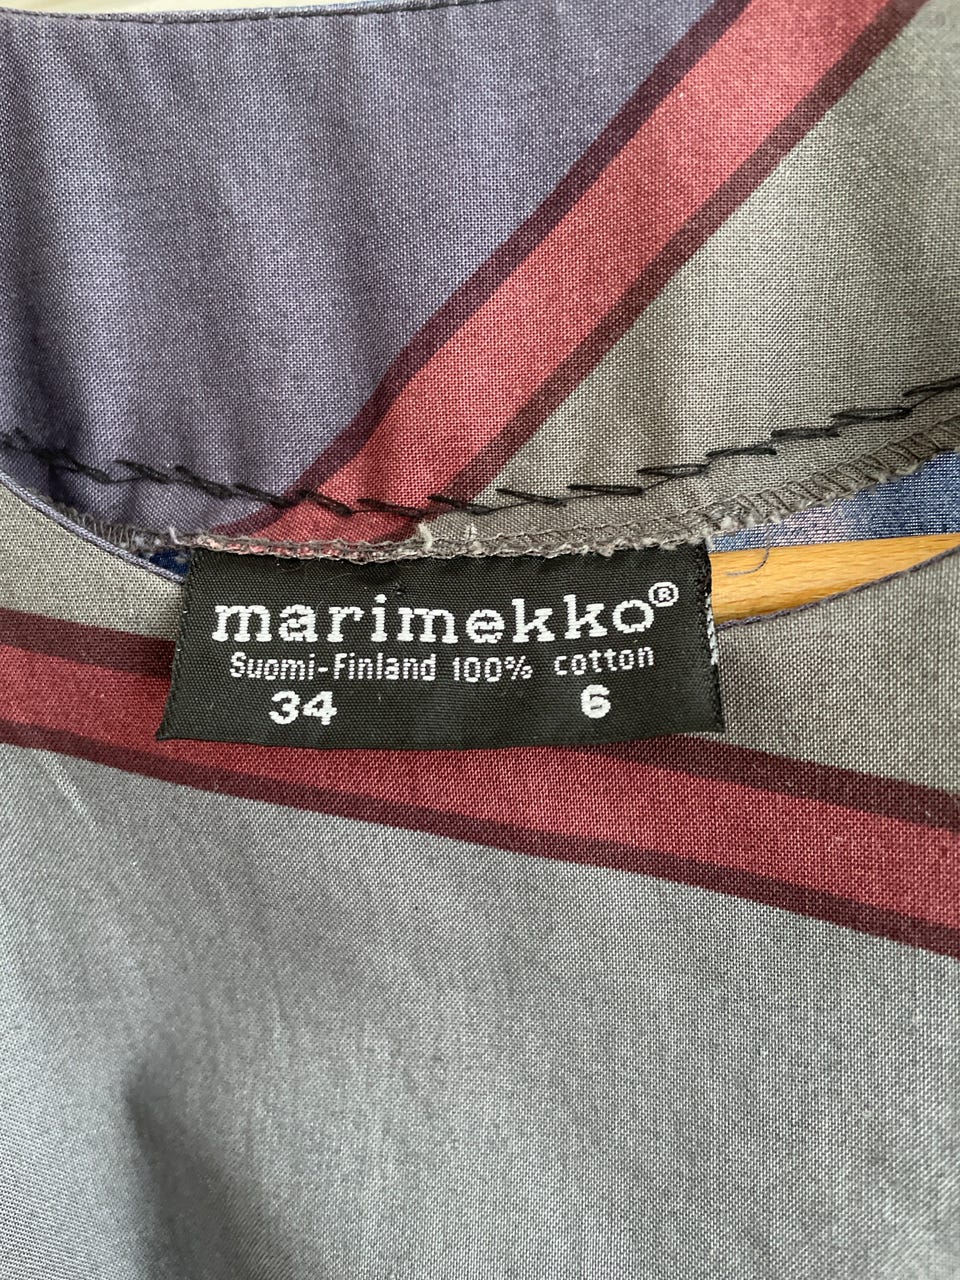 marimekko®
Suomi-Finland 100% cotton
34 6